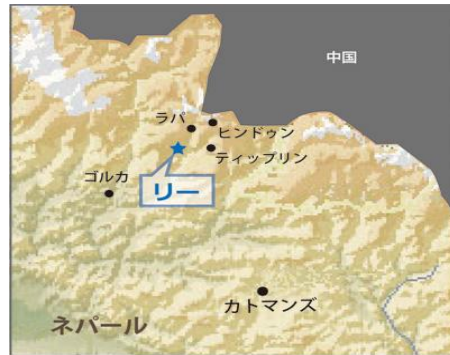 中国
ラパ
ヒンドゥン
ティップリン
ゴルカ
リー
カトマンズ
ネパール